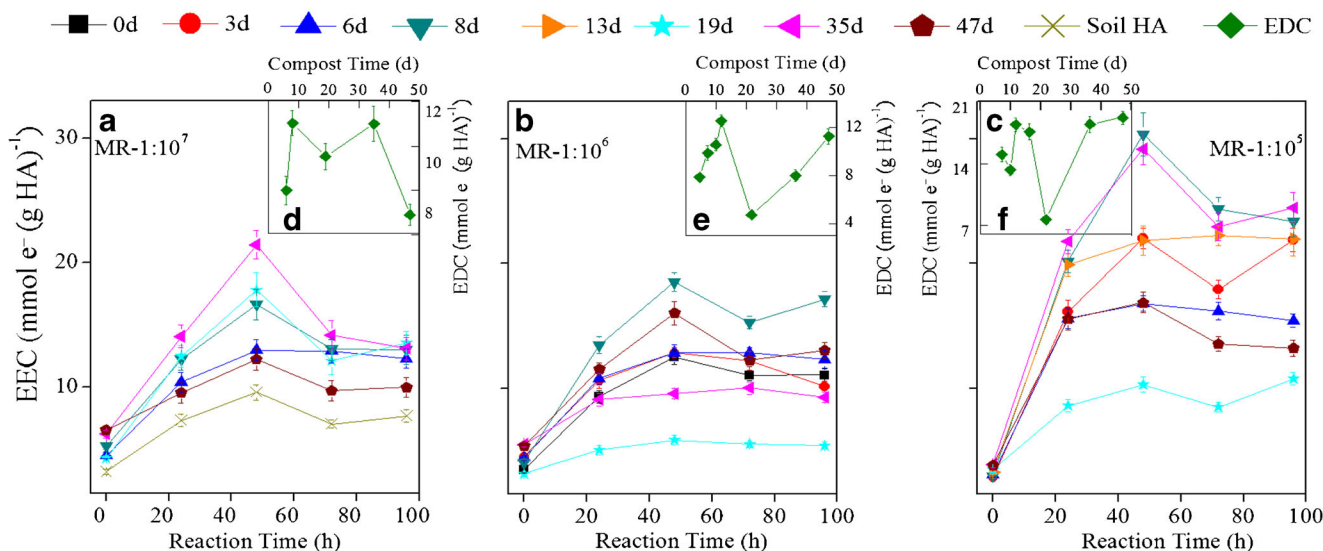 0d 3d 6d 8d 13d 19d 35d 47d Soil HA EDC
Compost Time (d)
0 10 20 30 40 50
Compost Time (d)
0 10 20 30 40 50
Compost Time (d)
0 10 20 30 40 50
a
MR-1:10⁷
d
12
10
8
EDC (mmol e⁻ (g HA)⁻¹)
b
MR-1:10⁶
e
12
8
4
EDC (mmol e⁻ (g HA)⁻¹)
c
MR-1:10⁵
f
21
14
7
EDC (mmol e⁻ (g HA)⁻¹)
EEC (mmol e⁻ (g HA)⁻¹
30
20
10
0 20 40 60 80 100
Reaction Time (h)
0 20 40 60 80 100
Reaction Time (h)
0 20 40 60 80 100
Reaction Time (h)